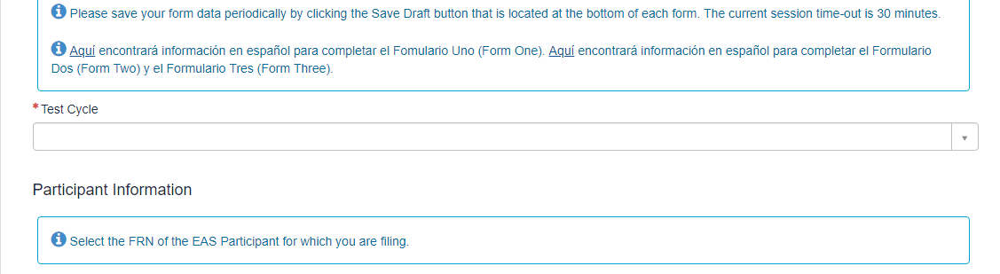 Please save your form data periodically by clicking the Save Draft button that is located at the bottom of each form. The current session time-out is 30 minutes.
Aquí encontrará información en español para completar el Fomulario Uno (Form One). Aquí encontrará información en español para completar el Formulario
Dos (Form Two) y el Formulario Tres (Form Three).
* Test Cycle
Participant Information
Select the FRN of the EAS Participant for which you are filing.